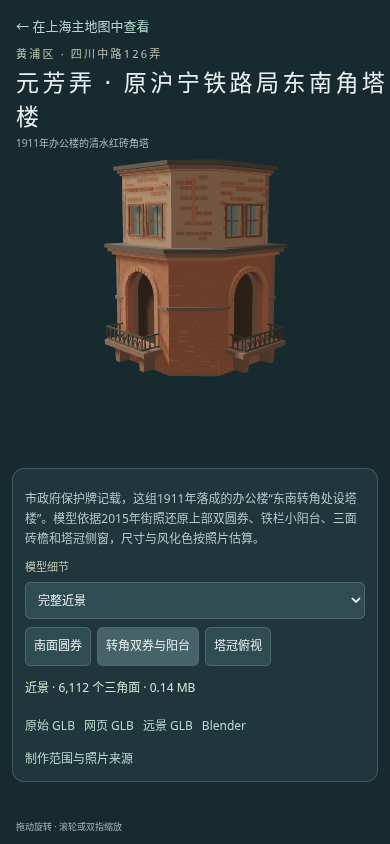 ← 在上海主地图中查看
黄浦区 · 四川中路126弄
元芳弄 · 原沪宁铁路局东南角塔
楼
1911年办公楼的清水红砖角塔
市政府保护牌记载，这组1911年落成的办公楼“东南转角处设塔
楼”。模型依据2015年街照还原上部双圆券、铁栏小阳台、三面
砖檐和塔冠侧窗，尺寸与风化色按照片估算。
模型细节
完整近景
南面圆券 转角双券与阳台 塔冠俯视
近景 · 6,112 个三角面 · 0.14 MB
原始 GLB 网页 GLB 远景 GLB Blender
制作范围与照片来源
拖动旋转 · 滚轮或双指缩放